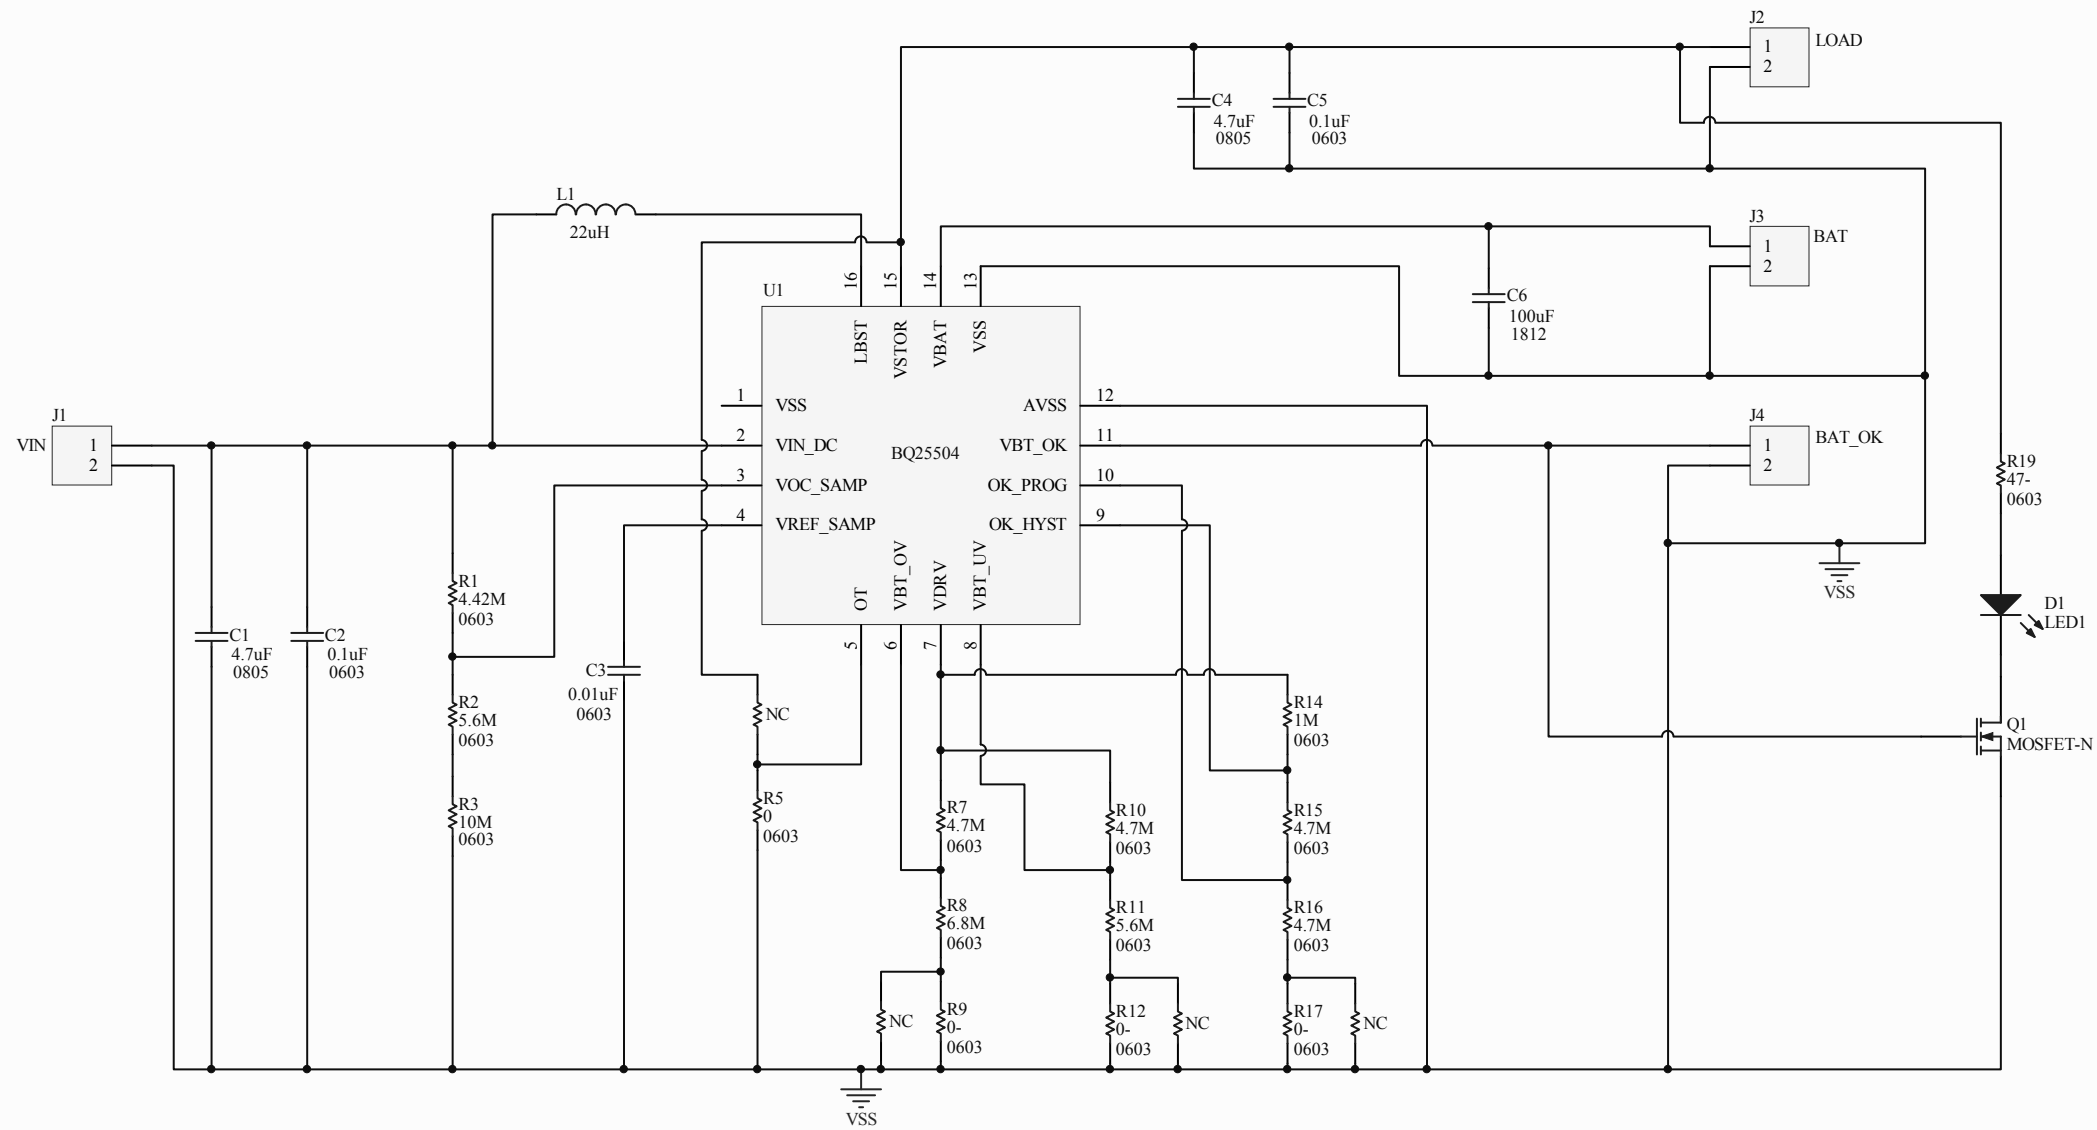 J2
LOAD
1
2
C4
4.7uF
0805
C5
0.1uF
0603
L1
22uH
J3
BAT
1
2
C6
100uF
1812
U1
16
15
14
13
LBST
VSTOR
VBAT
VSS
1
VSS
AVSS
12
J1
VIN
1
2
2
VIN_DC
BQ25504
VBT_OK
11
J4
BAT_OK
1
2
3
VOC_SAMP
OK_PROG
10
4
VREF_SAMP
OK_HYST
9
OT
VBT_OV
VDRV
VBT_UV
5
6
7
8
R19
47-
0603
VSS
D1
LED1
R1
4.42M
0603
C1
4.7uF
0805
C2
0.1uF
0603
C3
0.01uF
0603
R2
5.6M
0603
NC
R14
1M
0603
Q1
MOSFET-N
R3
10M
0603
R5
0
0603
R7
4.7M
0603
R10
4.7M
0603
R15
4.7M
0603
R8
6.8M
0603
R11
5.6M
0603
R16
4.7M
0603
NC
R9
0-
0603
R12
0-
0603
NC
R17
0-
0603
NC
VSS